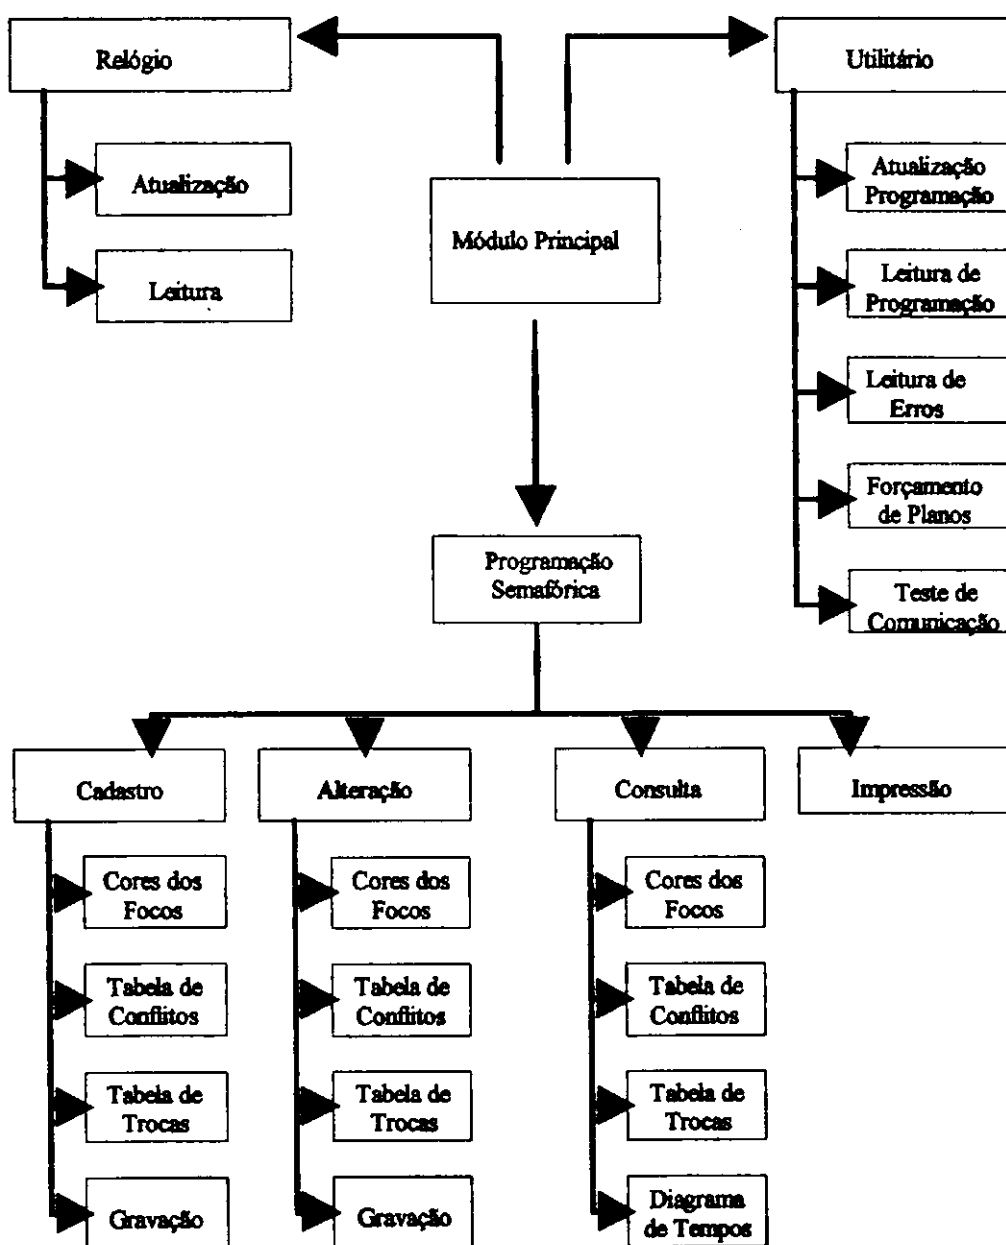 Relógio
Atualização
Leitura
Módulo Principal
Utilitário
Atualização
Programação
Leitura de
Programação
Leitura de
Erros
Forçamento
de Planos
Teste de
Comunicação
Programação
Semafórica
Cadastro
Cores dos
Focos
Tabela de
Conflitos
Tabela de
Trocas
Gravação
Alteração
Cores dos
Focos
Tabela de
Conflitos
Tabela de
Trocas
Gravação
Consulta
Cores dos
Focos
Tabela de
Conflitos
Tabela de
Trocas
Diagrama
de Tempos
Impressão